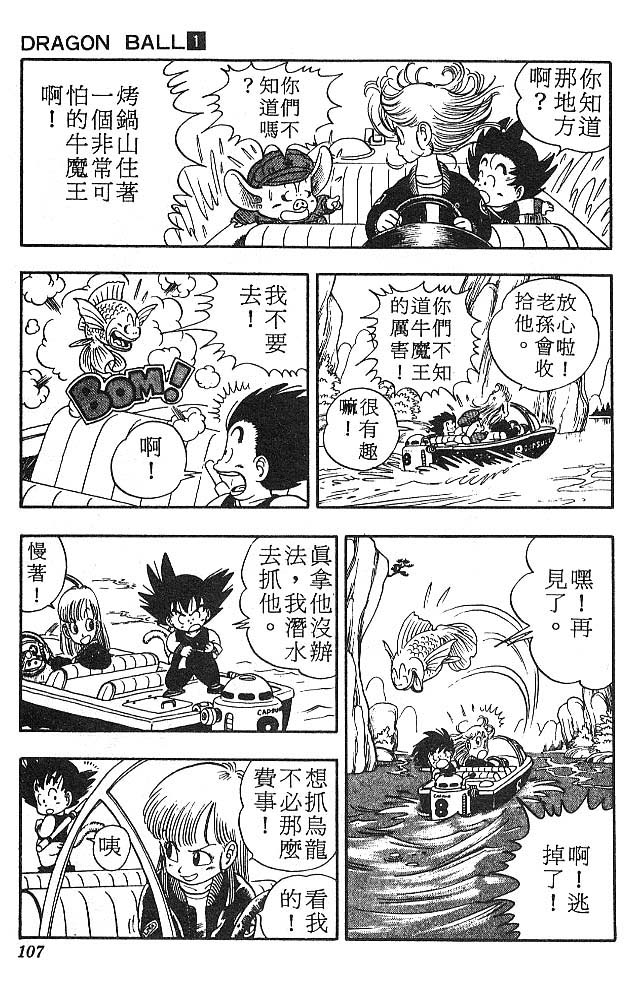 DRAGON BALL 1
你知道
那地方
啊？
你們不
知道嗎
？
烤鍋山住著
一個非常可
怕的牛魔王
啊！
放心啦！
老孫會收
拾他。
你們不知
道牛魔王
的厲害！
很有趣
嘛！
我不要
去！
BOM!
啊！
嘿！再
見了。
啊！逃
掉了！
8
真拿他沒辦
法，我潛水
去抓他。
慢著！
CAPSULE
8
想抓烏龍
不必那麼
費事！
看我
的！
咦
107